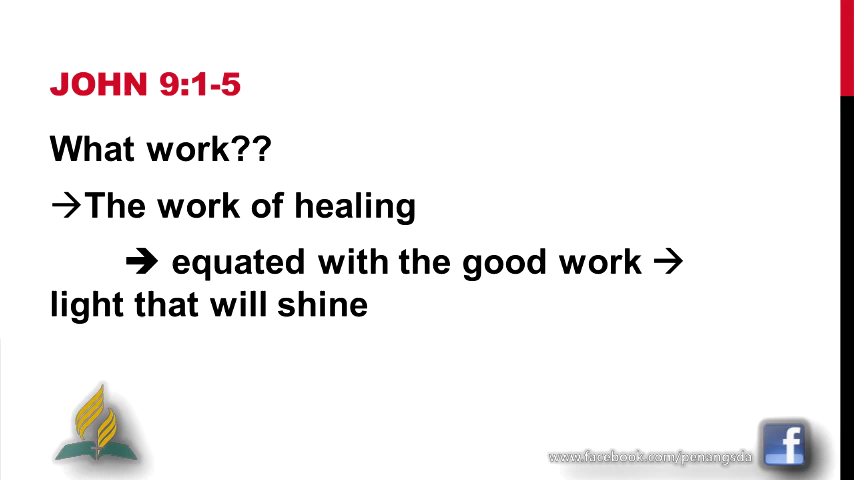 JOHN 9:1-5
What work??
→The work of healing
➔ equated with the good work →
light that will shine
www.facebook.com/penangsda
f